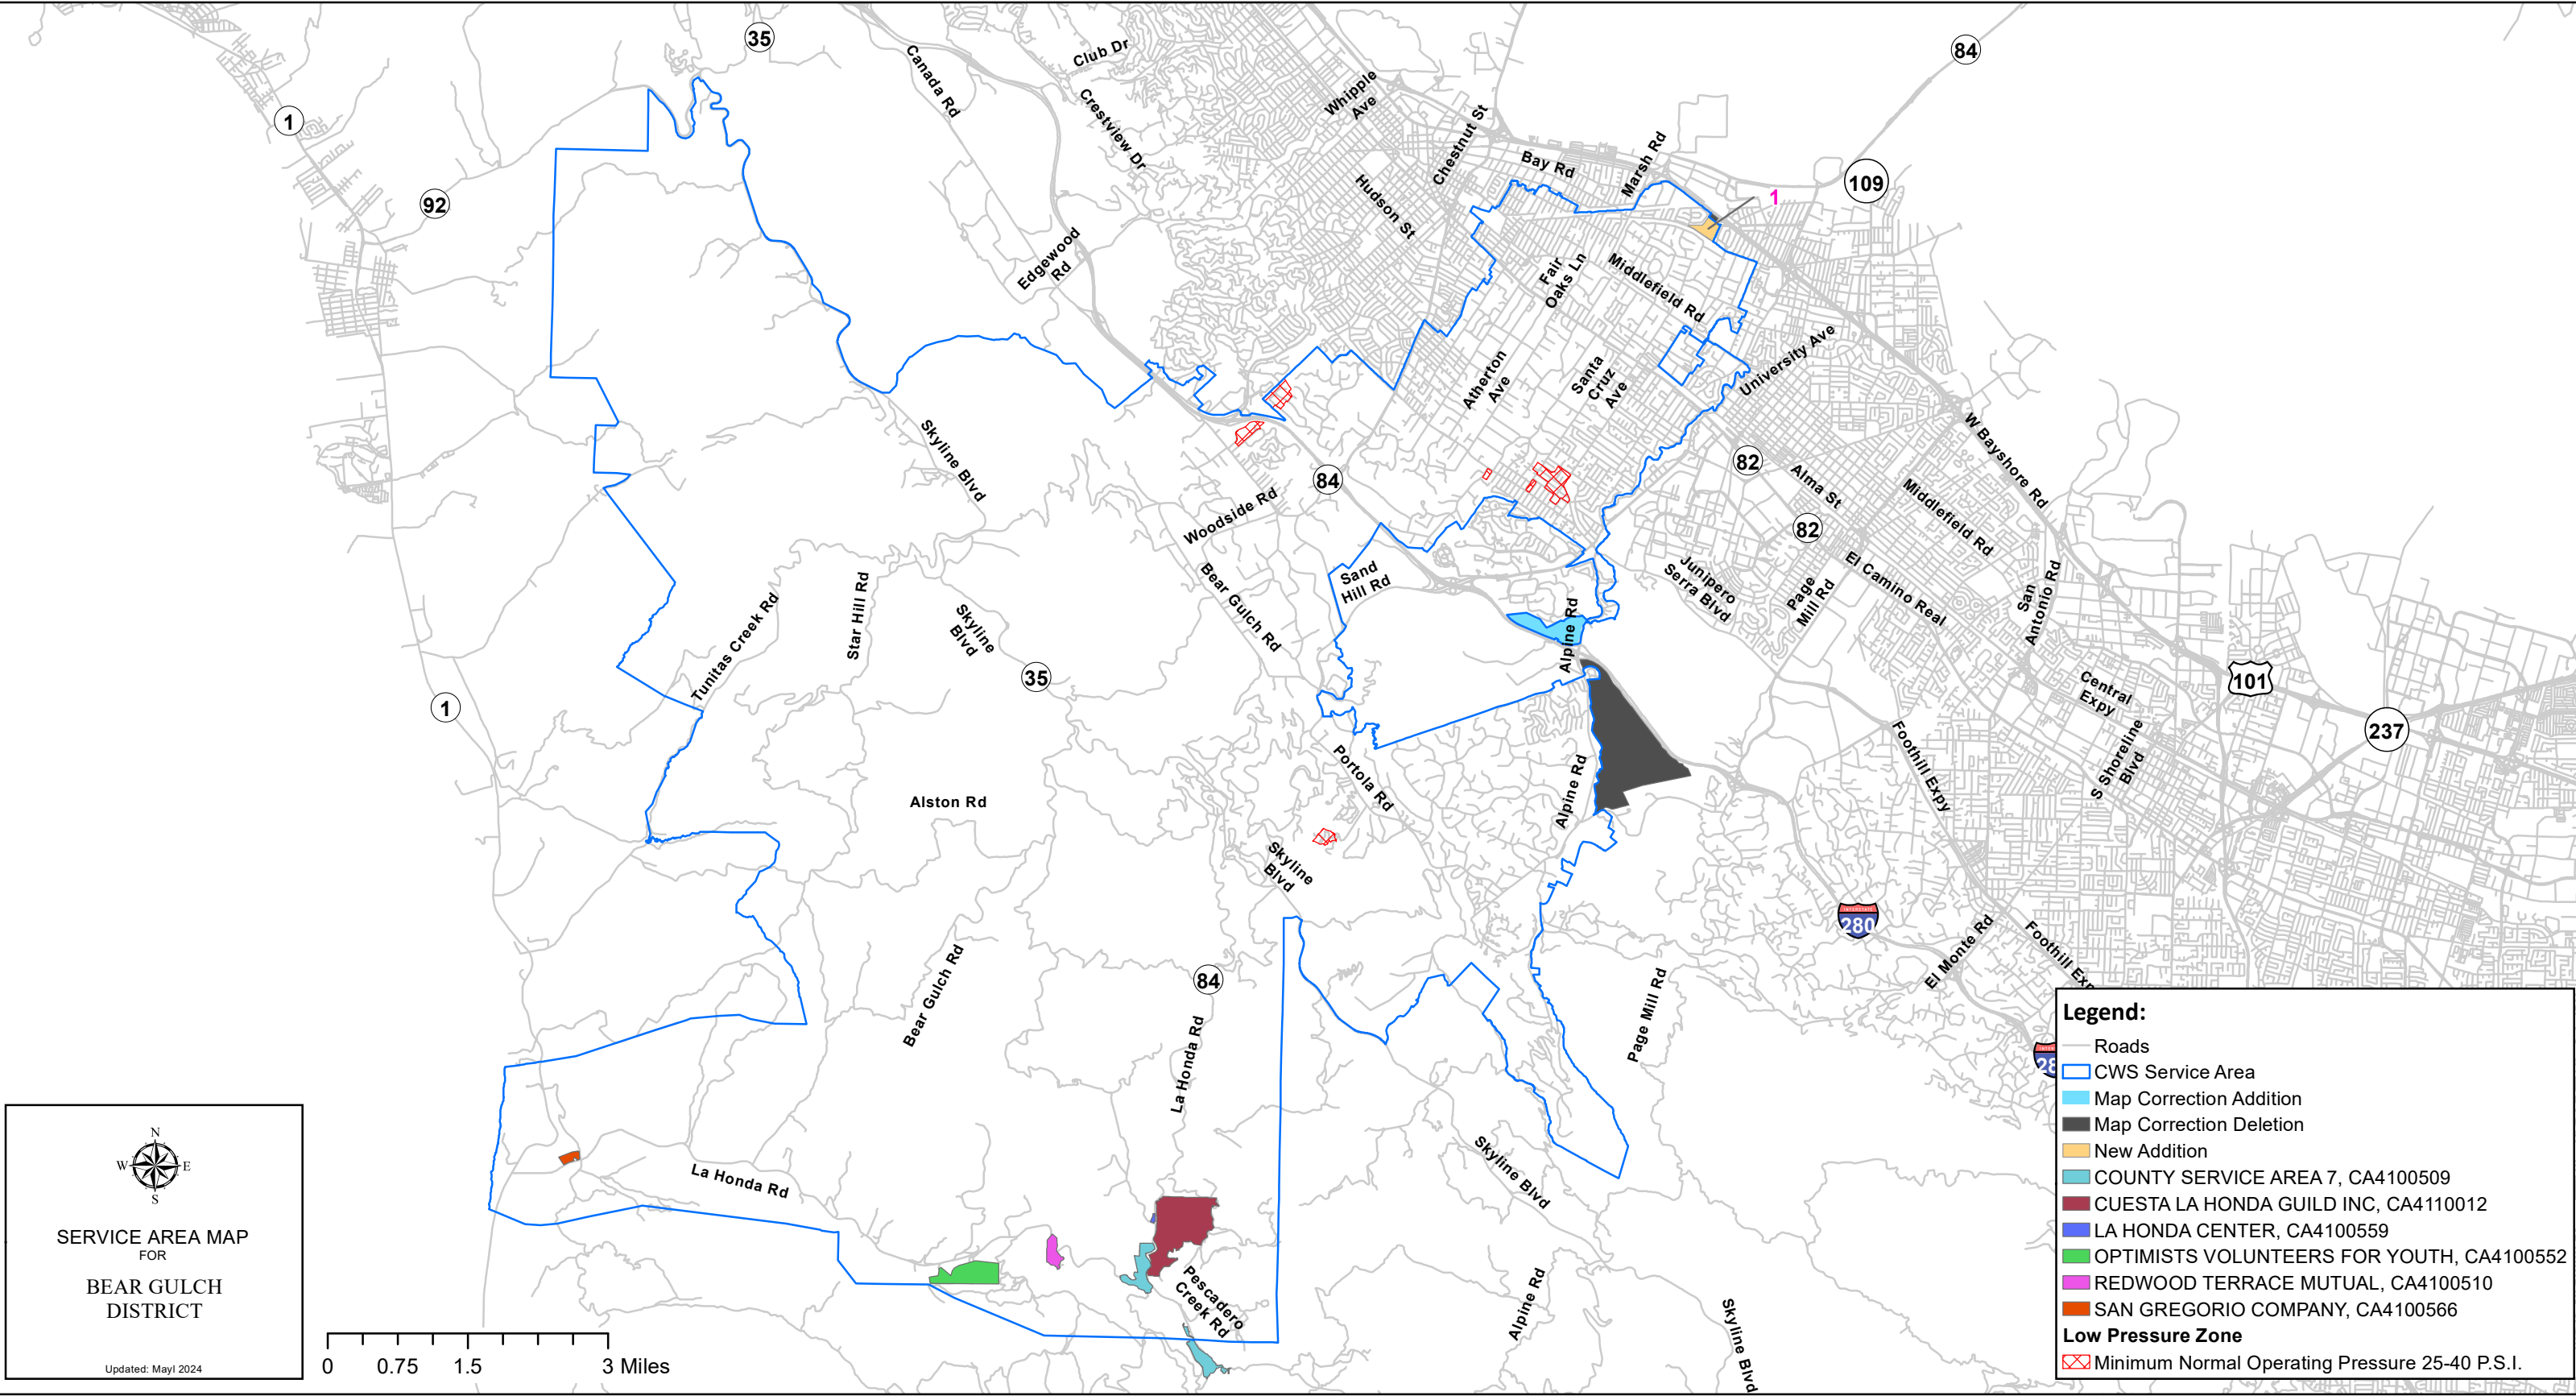 35
84
Club Dr
Canada Rd
Whipple
Ave
Crestview Dr
Chestnut St
1
Bay Rd
Marsh Rd
109
92
Hudson St
1
Edgewood
Rd
Fair
Oaks Ln
Middlefield Rd
University Ave
Atherton
Ave
Santa
Cruz
Ave
Skyline Blvd
W Bayshore Rd
82
84
Alma St
Middlefield Rd
Woodside Rd
82
Bear Gulch Rd
Sand
Hill Rd
Junipero
Serra Blvd
Page
Mill Rd
El Camino Real
San
Antonio Rd
Tunitas Creek Rd
Star Hill Rd
Skyline
Blvd
35
Alpine Rd
1
101
Central
Expy
237
Foothill Expy
S Shoreline
Blvd
Portola Rd
Alpine Rd
Alston Rd
Skyline
Blvd
INTERSTATE
280
El Monte Rd
Foothill Exp
84
Bear Gulch Rd
Page Mill Rd
La Honda Rd
28
La Honda Rd
Skyline Blvd
Pescadero
Creek Rd
Alpine Rd
Skyline Blvd
N
W E
S
SERVICE AREA MAP
FOR
BEAR GULCH
DISTRICT
Updated: Mayl 2024
0 0.75 1.5 3 Miles
Legend:
Roads
CWS Service Area
Map Correction Addition
Map Correction Deletion
New Addition
COUNTY SERVICE AREA 7, CA4100509
CUESTA LA HONDA GUILD INC, CA4110012
LA HONDA CENTER, CA4100559
OPTIMISTS VOLUNTEERS FOR YOUTH, CA4100552
REDWOOD TERRACE MUTUAL, CA4100510
SAN GREGORIO COMPANY, CA4100566
Low Pressure Zone
Minimum Normal Operating Pressure 25-40 P.S.I.